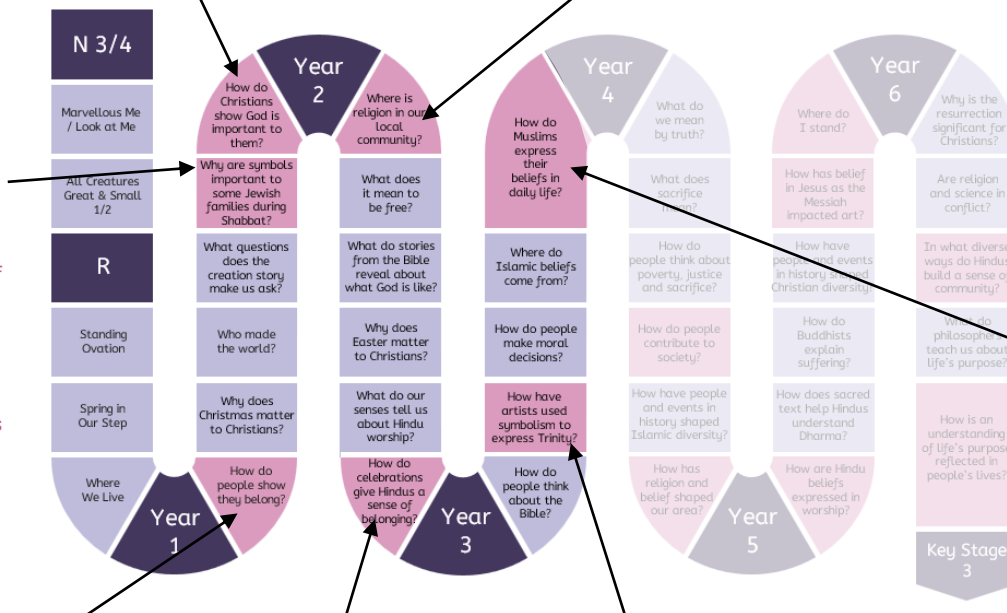 N 3/4
Marvellous Me
/ Look at Me
All Creatures
Great & Small
1/2
R
Standing
Ovation
Spring in
Our Step
Where
We Live
Year
1
How do
people show
they belong?
Why does
Christmas matter
to Christians?
Who made
the world?
What questions
does the
creation story
make us ask?
Why are symbols
important to
some Jewish
families during
Shabbat?
How do
Christians
show God is
important to
them?
Year
2
Where is
religion in our
local
community?
What does
it mean to
be free?
What do stories
from the Bible
reveal about
what God is like?
Why does
Easter matter
to Christians?
What do our
senses tell us
about Hindu
worship?
How do
celebrations
give Hindus a
sense of
belonging?
Year
3
How do
people think
about the
Bible?
How have
artists used
symbolism to
express Trinity?
How do people
make moral
decisions?
Where do
Islamic beliefs
come from?
How do
Muslims
express
their
beliefs in
daily life?
Year
4
What do
we mean
by truth?
What does
sacrifice
mean?
How do
people think about
poverty, justice
and sacrifice?
How do people
contribute to
society?
How have people
and events in
history shaped
Islamic diversity?
How has
religion and
belief shaped
our area?
Year
5
How are Hindu
beliefs
expressed in
worship?
How does sacred
text help Hindus
understand
Dharma?
How do
Buddhists
explain
suffering?
How have
people and events
in history shaped
Christian diversity?
How has belief
in Jesus as the
Messiah
impacted art?
Where do
I stand?
Year
6
Why is the
resurrection
significant for
Christians?
Are religion
and science in
conflict?
In what diverse
ways do Hindus
build a sense of
community?
What do
philosophers
teach us about
life's purpose?
How is an
understanding
of life's purpose
reflected in
people's lives?
Key Stage
3